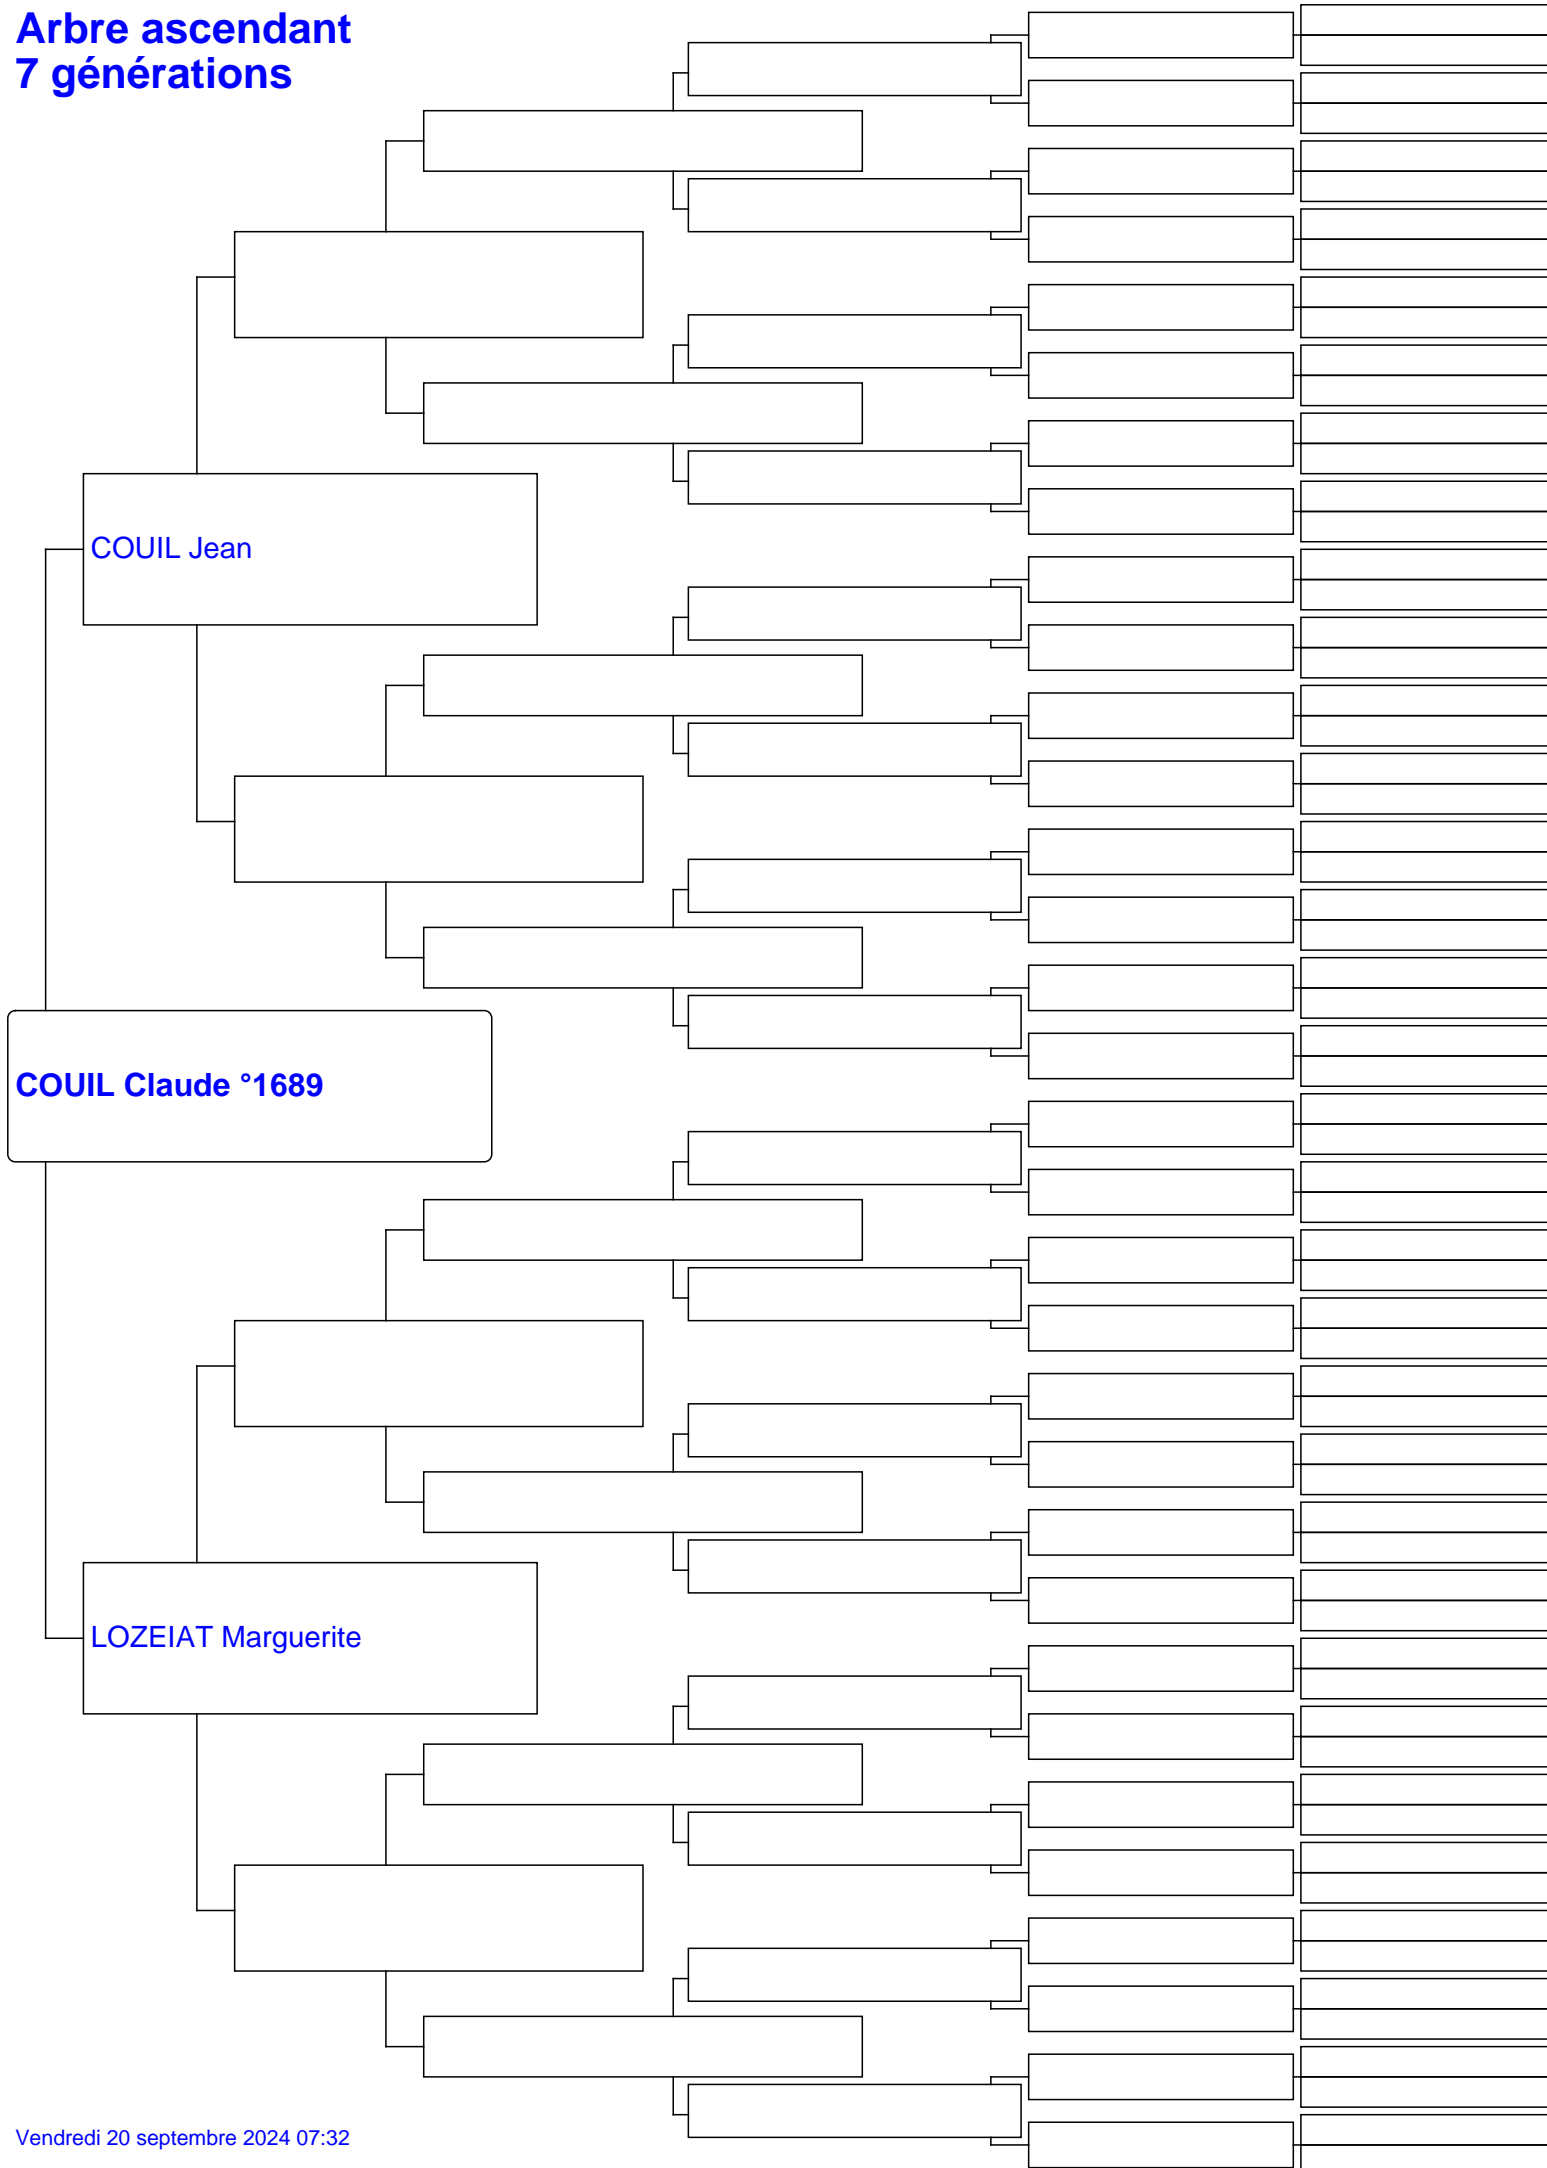 Arbre ascendant
7 générations
COUIL Jean
COUIL Claude °1689
LOZEIAT Marguerite
Vendredi 20 septembre 2024 07:32